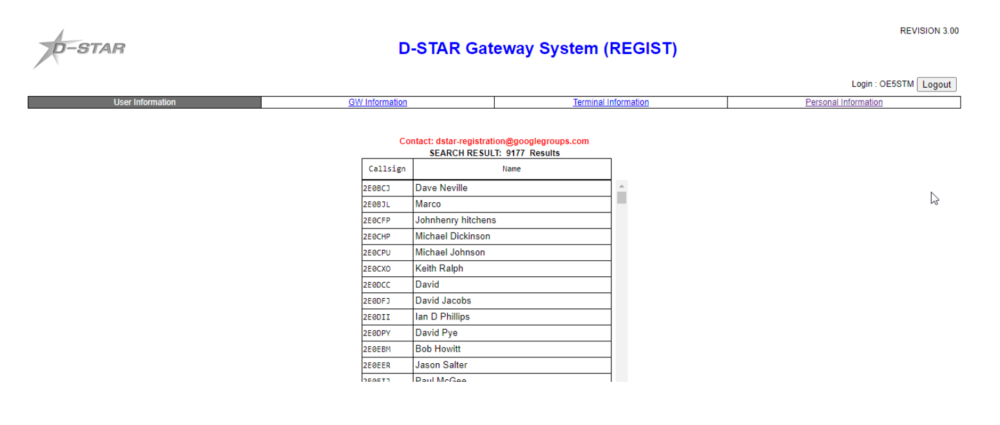 REVISION 3.00
D-STAR
D-STAR Gateway System (REGIST)
Login : OE5STM Logout
User Information GW Information Terminal Information Personal Information
Contact: dstar-registration@googlegroups.com
SEARCH RESULT: 9177 Results
Callsign Name
2E0BCJ Dave Neville
2E0BJL Marco
2E0CFP Johnhenry hitchens
2E0CHP Michael Dickinson
2E0CPU Michael Johnson
2E0CXO Keith Ralph
2E0DCC David
2E0DFJ David Jacobs
2E0DII Ian D Phillips
2E0DPY David Pye
2E0EBM Bob Howitt
2E0EER Jason Salter
2E0EIJ Paul McGee